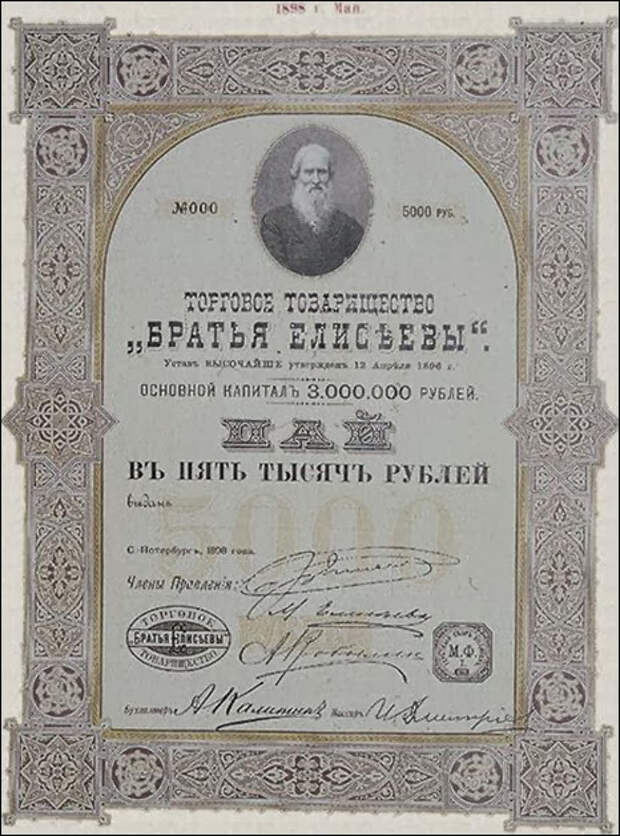 1898 г. Май.
№000
5000 РУБ.
ТОРГОВОЕ ТОВАРИЩЕСТВО
„БРАТЬЯ ЕЛИСѢЕВЫ“.
Уставъ ВЫСОЧАЙШЕ утвержденъ 12 Апрѣля 1896 г.
ОСНОВНОЙ КАПИТАЛЪ 3.000.000 РУБЛЕЙ.
ПАЙ
ВЪ ПЯТЬ ТЫСЯЧЪ РУБЛЕЙ
выданъ
5000
С.-Петербургъ, 1898 года.
Члены Правленія:
ТОРГОВОЕ
БРАТЬЯ ЕЛИСѢЕВЫ
ТОВАРИЩЕСТВО
М.Ф.
Бухгалтеръ
Кассиръ